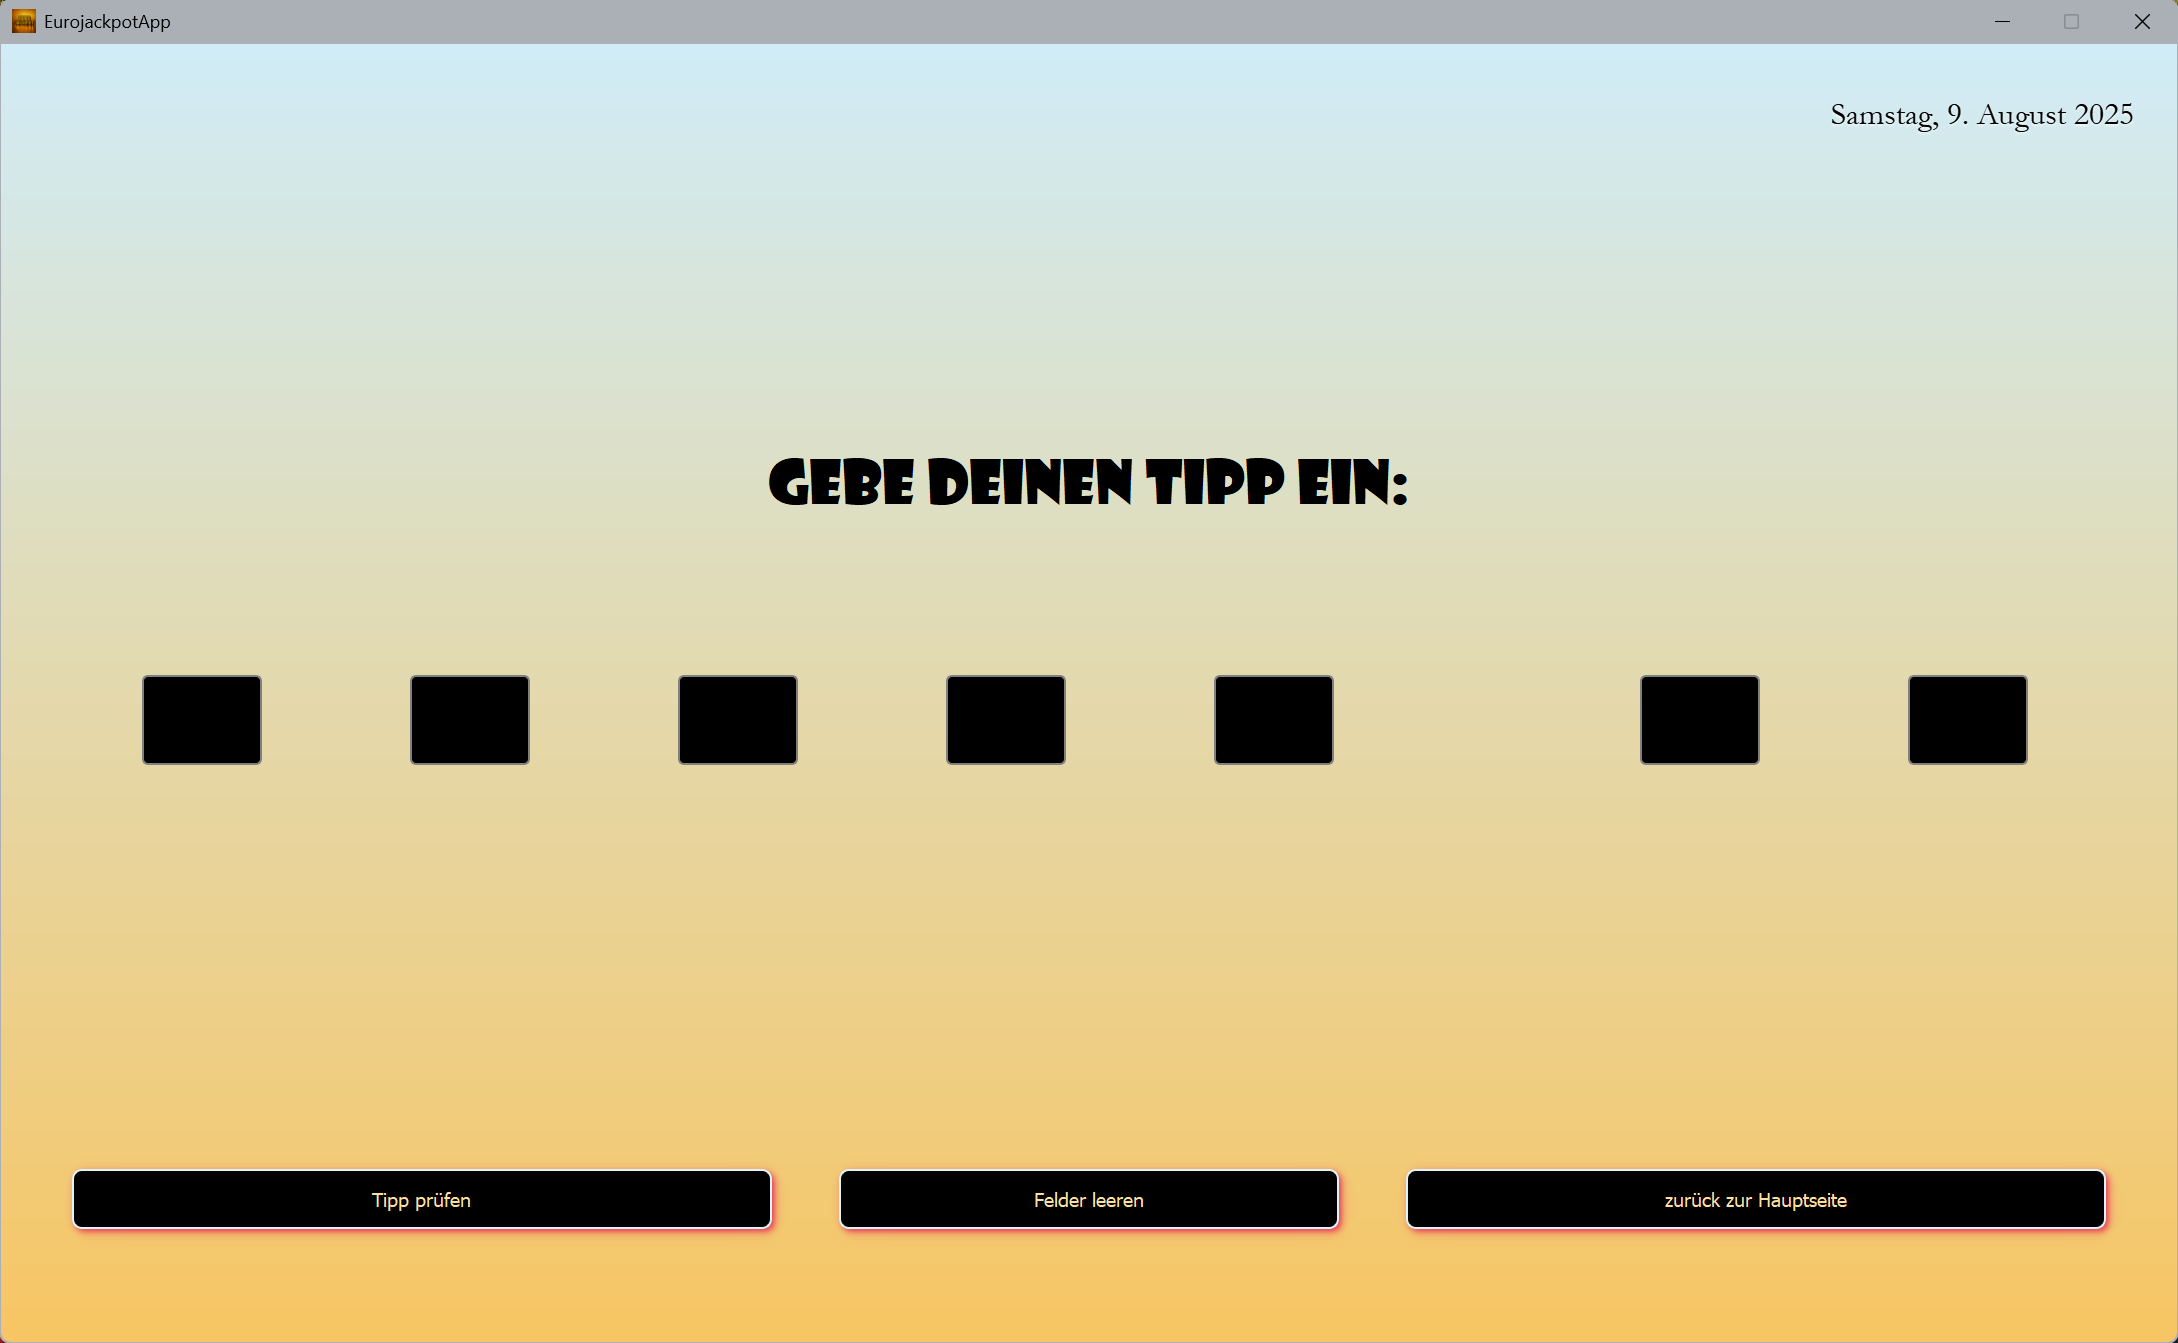 EurojackpotApp
Samstag, 9. August 2025
GEBE DEINEN TIPP EIN:
Tipp prüfen
Felder leeren
zurück zur Hauptseite